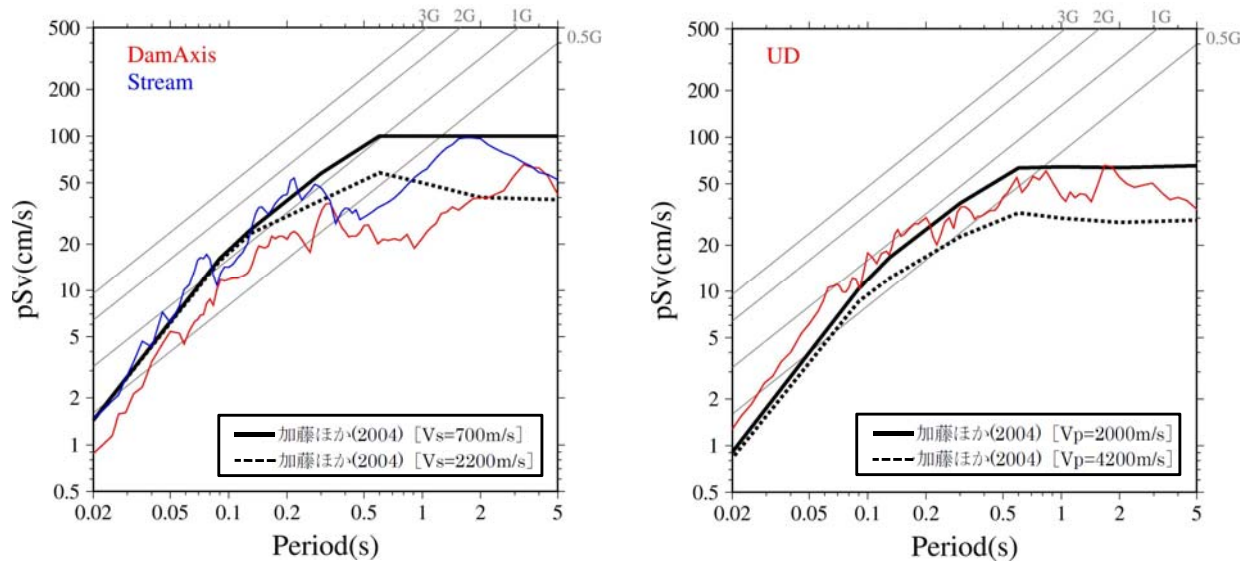 3G 2G 1G
0.5G
500
200
100
50
20
10
5
2
1
0.5
pSv(cm/s)
DamAxis
Stream
加藤ほか(2004) [Vs=700m/s]
加藤ほか(2004) [Vs=2200m/s]
0.02 0.05 0.1 0.2 0.5 1 2 5
Period(s)
3G 2G 1G
0.5G
500
200
100
50
20
10
5
2
1
0.5
pSv(cm/s)
UD
加藤ほか(2004) [Vp=2000m/s]
加藤ほか(2004) [Vp=4200m/s]
0.02 0.05 0.1 0.2 0.5 1 2 5
Period(s)